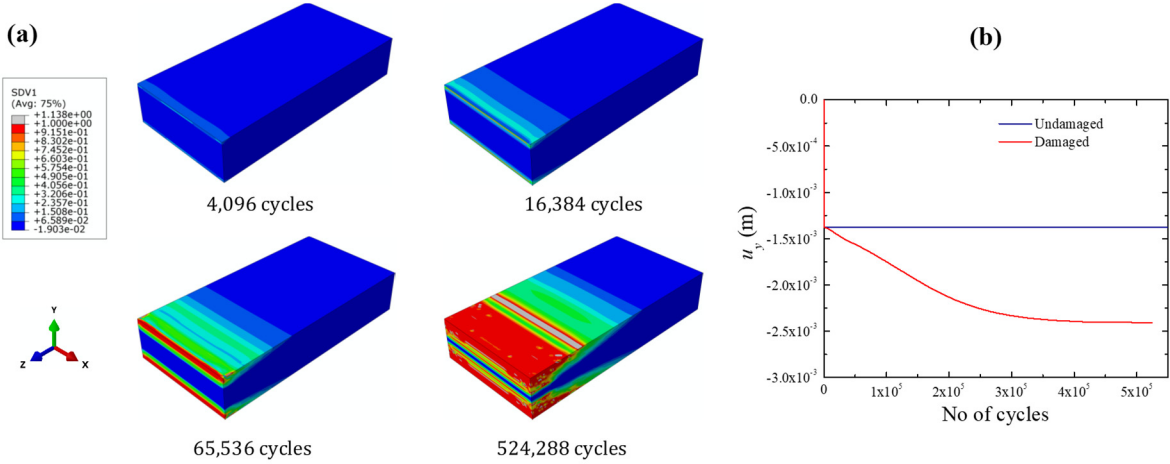 (a)
SDV1
(Avg: 75%)
+1.138e+00
+1.000e+00
+9.151e-01
+8.302e-01
+7.452e-01
+6.603e-01
+5.754e-01
+4.905e-01
+4.056e-01
+3.206e-01
+2.357e-01
+1.508e-01
+6.589e-02
-1.903e-02
4,096 cycles
16,384 cycles
65,536 cycles
524,288 cycles
Y
Z
X
(b)
Undamaged
Damaged
0.0
-5.0x10⁻⁴
-1.0x10⁻³
-1.5x10⁻³
-2.0x10⁻³
-2.5x10⁻³
-3.0x10⁻³
u_y (m)
0
1x10⁵
2x10⁵
3x10⁵
4x10⁵
5x10⁵
No of cycles